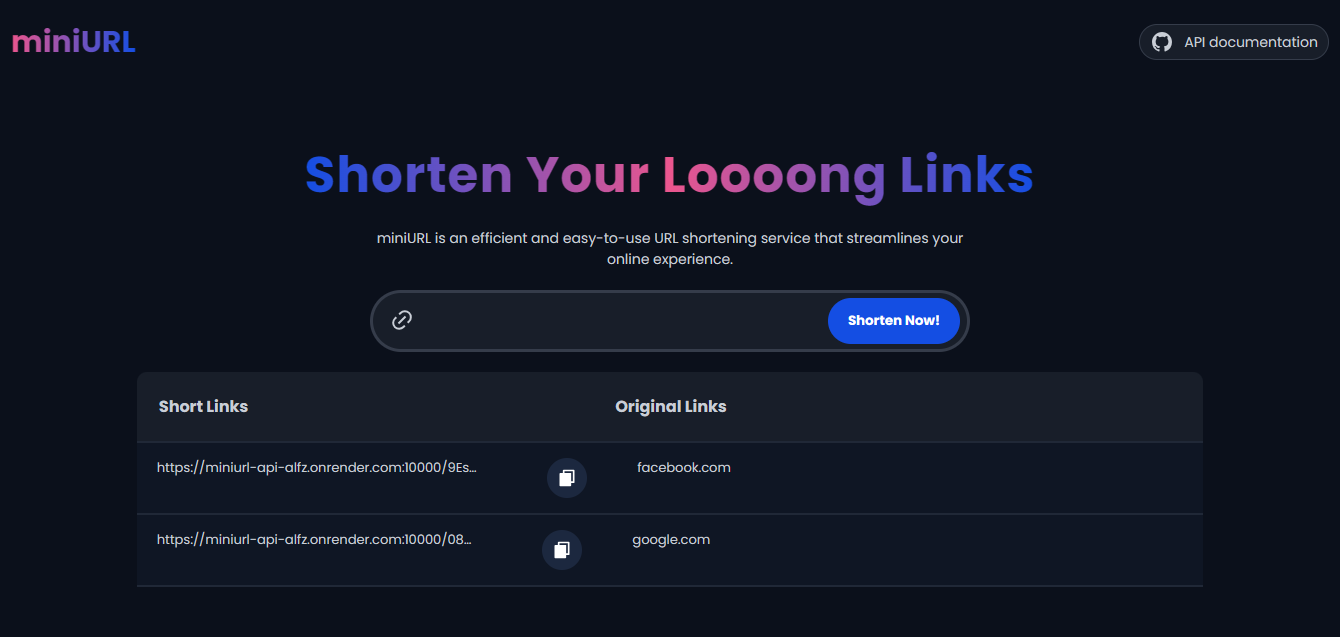 miniURL
API documentation
Shorten Your Loooong Links
miniURL is an efficient and easy-to-use URL shortening service that streamlines your
online experience.
Shorten Now!
Short Links Original Links
https://miniurl-api-alfz.onrender.com:10000/9Es... facebook.com
https://miniurl-api-alfz.onrender.com:10000/08... google.com